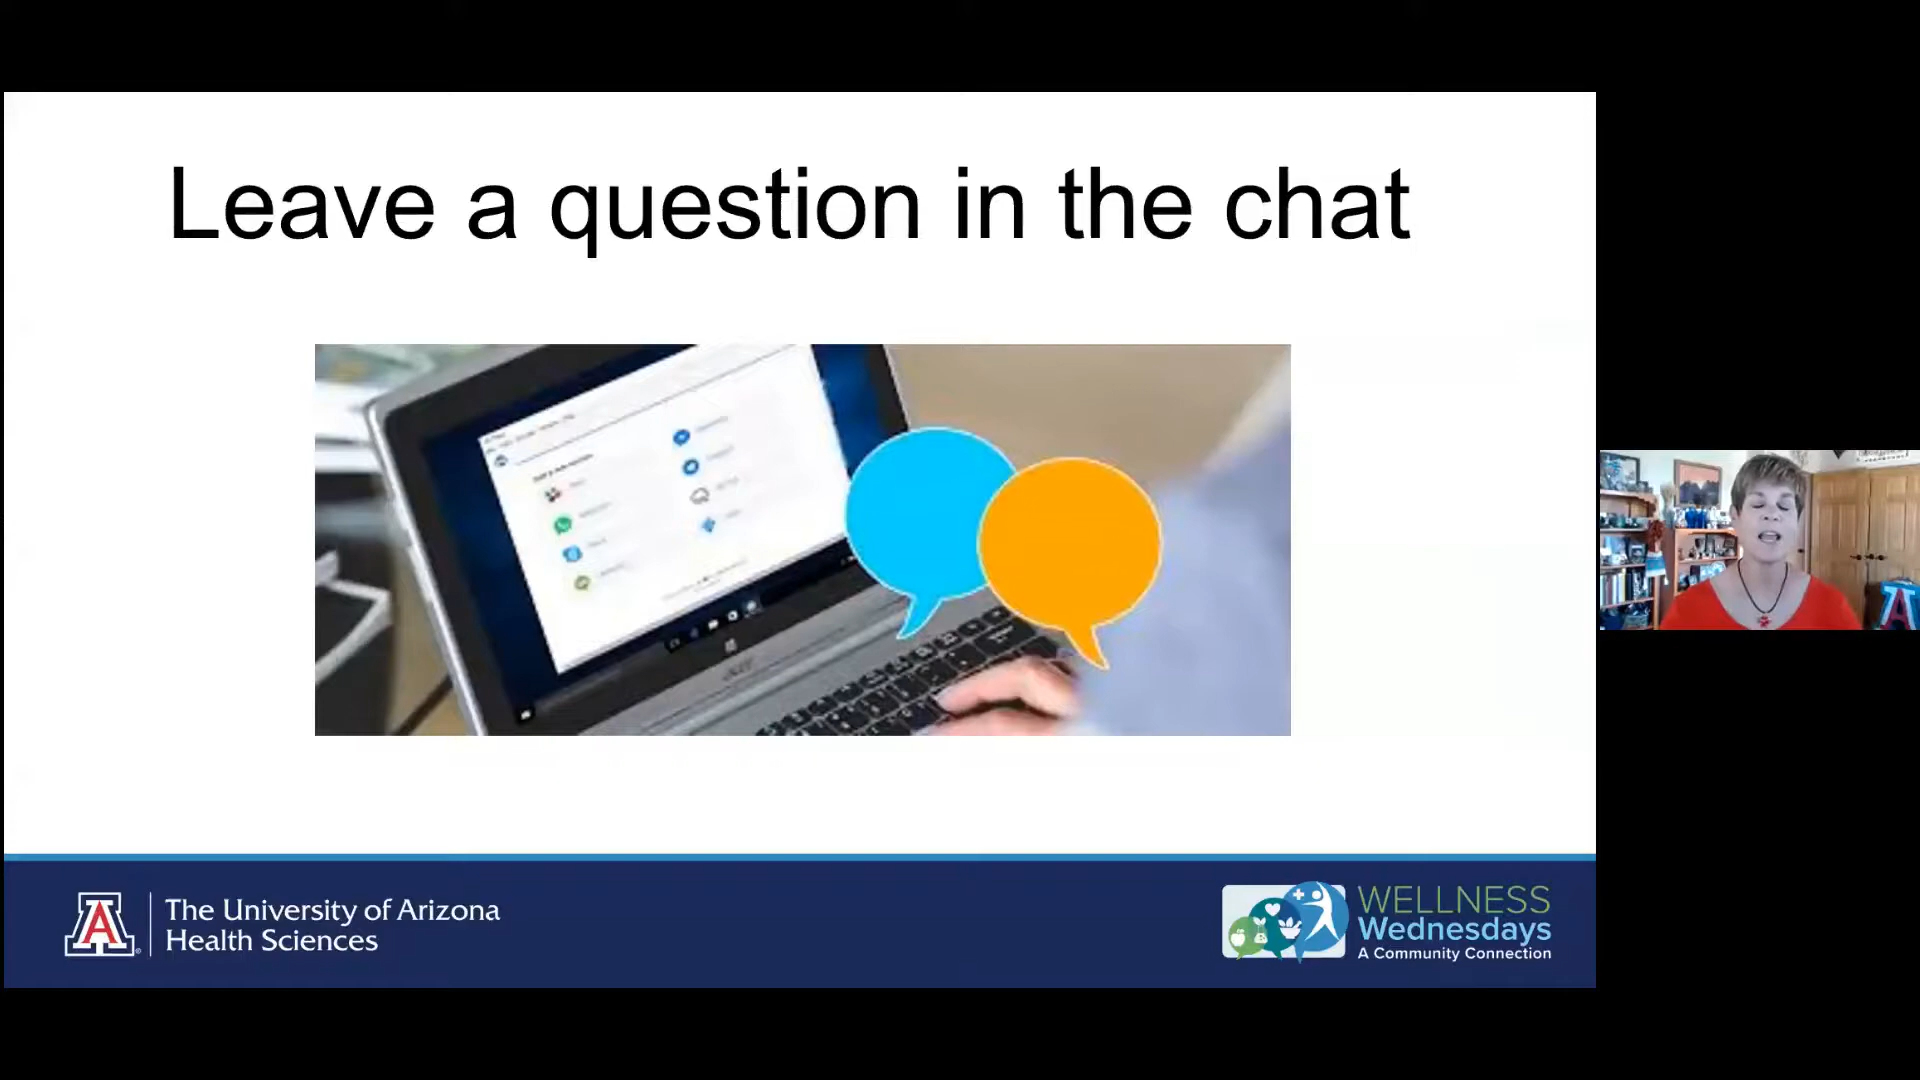 Leave a question in the chat
The University of Arizona
Health Sciences
WELLNESS
Wednesdays
A Community Connection